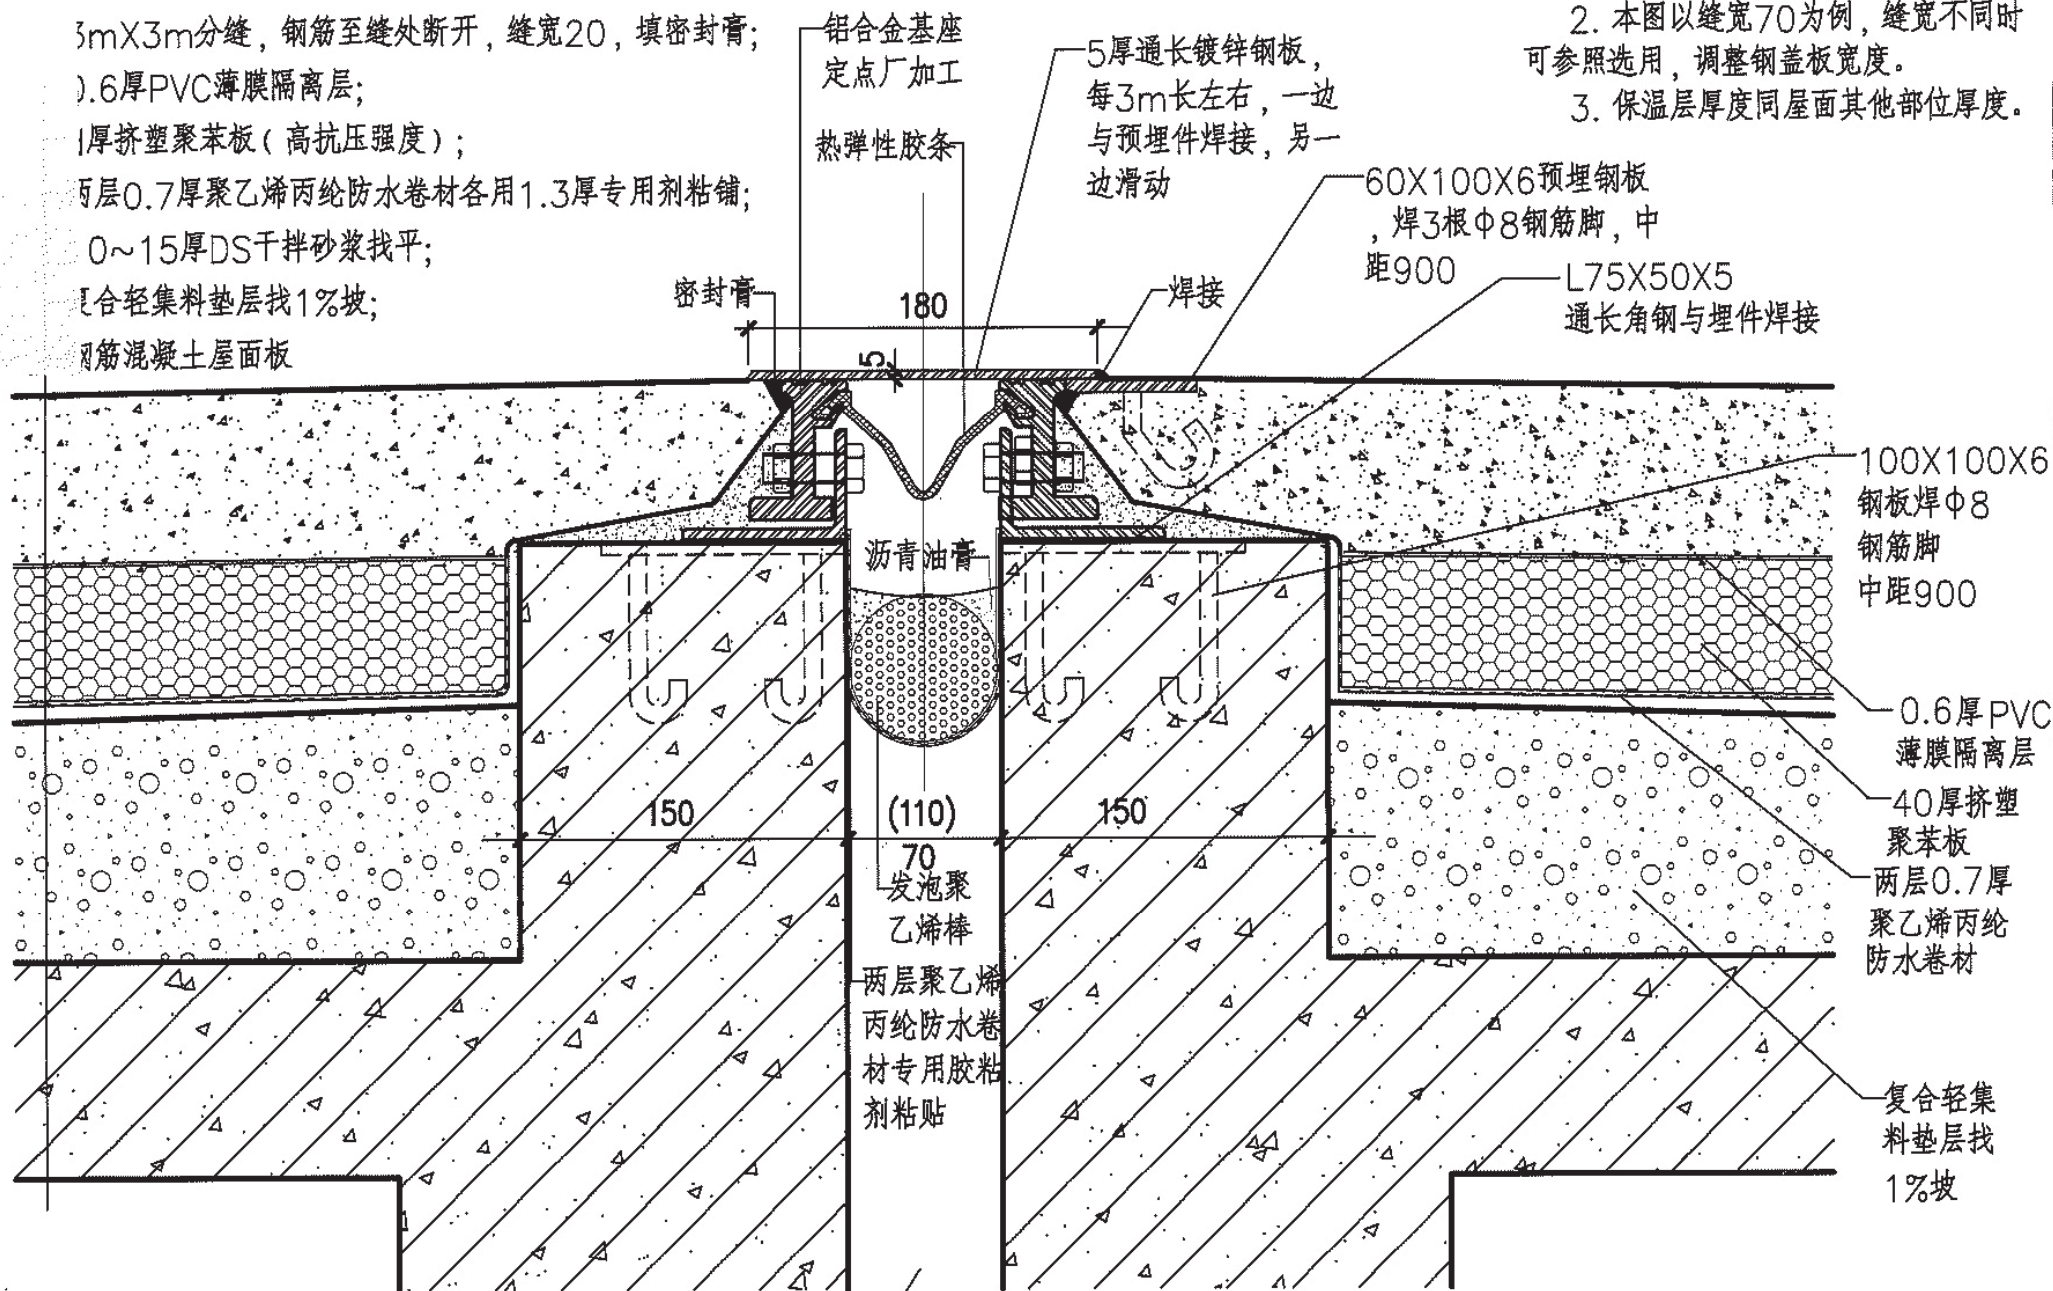 3mX3m分缝，钢筋至缝处断开，缝宽20，填密封膏；
0.6厚PVC薄膜隔离层；
厚挤塑聚苯板(高抗压强度)；
两层0.7厚聚乙烯丙纶防水卷材各用1.3厚专用剂粘铺；
0~15厚DS干拌砂浆找平；
复合轻集料垫层找1%坡；
钢筋混凝土屋面板
铝合金基座
定点厂加工
热弹性胶条
5厚通长镀锌钢板，
每3m长左右，一边
与预埋件焊接，另一
边滑动
2. 本图以缝宽70为例，缝宽不同时
可参照选用，调整钢盖板宽度。
3. 保温层厚度同屋面其他部位厚度。
60X100X6预埋钢板
，焊3根Φ8钢筋脚，中
距900
L75X50X5
通长角钢与埋件焊接
密封膏
180
焊接
5
100X100X6
钢板焊Φ8
钢筋脚
中距900
沥青油膏
0.6厚PVC
薄膜隔离层
40厚挤塑
聚苯板
两层0.7厚
聚乙烯丙纶
防水卷材
150
(110)
150
70
发泡聚
乙烯棒
两层聚乙烯
丙纶防水卷
材专用胶粘
剂粘贴
复合轻集
料垫层找
1%坡